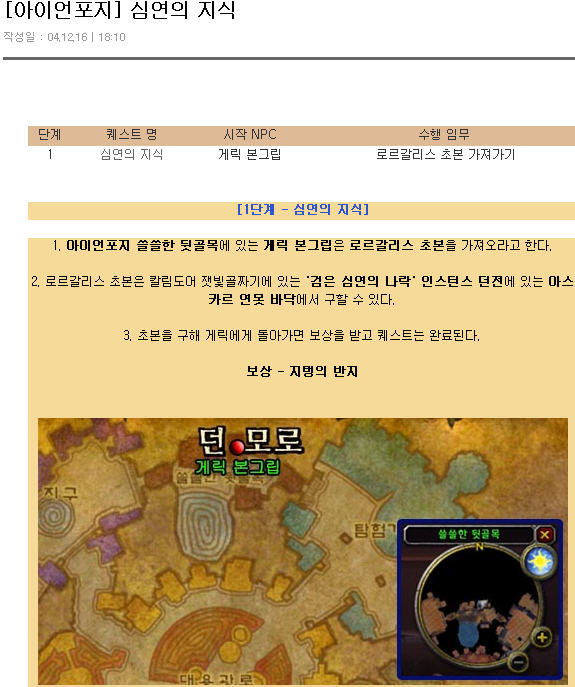 [아이언포지] 심연의 지식
작성일 : 04.12.16 | 18:10
단계 퀘스트 명 시작 NPC 수행 임무
1 심연의 지식 게릭 본그립 로르갈리스 초본 가져가기
[1단계 - 심연의 지식]
1. 아이언포지 쓸쓸한 뒷골목에 있는 게릭 본그립은 로르갈리스 초본을 가져오라고 한다.
2. 로르갈리스 초본은 칼림도어 잿빛골짜기에 있는 '검은 심연의 나락' 인스턴스 던전에 있는 아스
카르 연못 바닥에서 구할 수 있다.
3. 초본을 구해 게릭에게 돌아가면 보상을 받고 퀘스트는 완료된다.
보상 - 지명의 반지
던 모로
게릭 본그립
쓸쓸한 뒷골목
지구
탐험가
쓸쓸한 뒷골목
N
대용광로